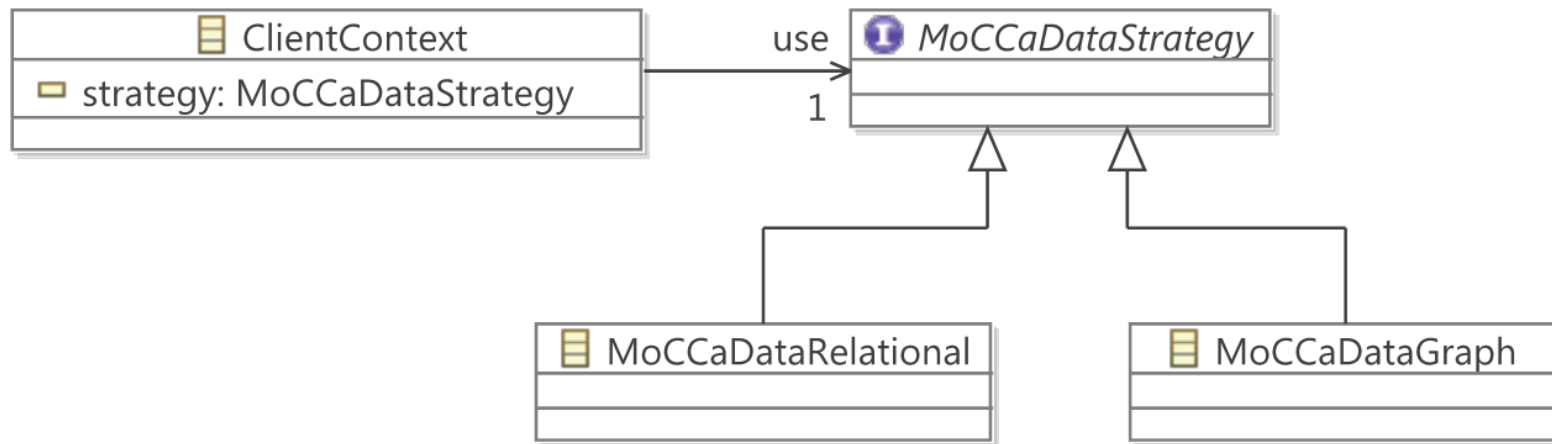 ClientContext
strategy: MoCCaDataStrategy
use
1
I MoCCaDataStrategy
MoCCaDataRelational
MoCCaDataGraph